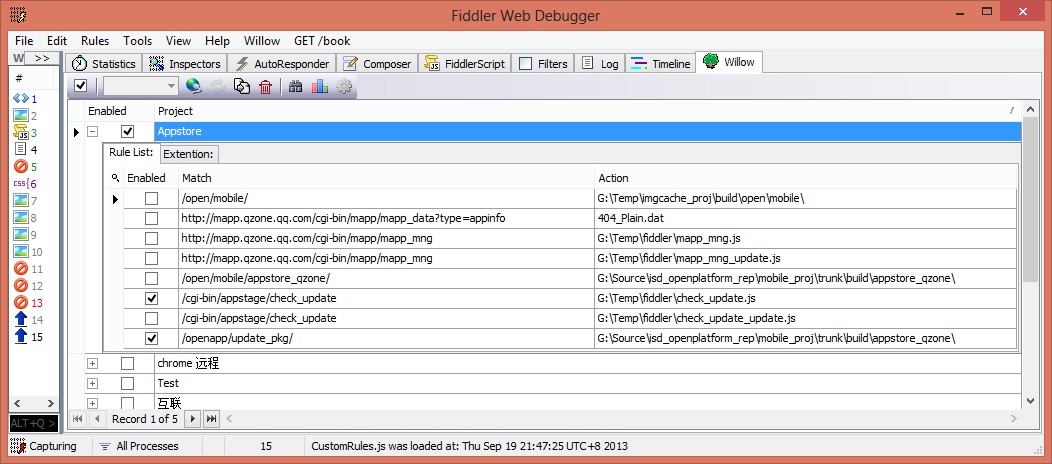 Fiddler Web Debugger
File Edit Rules Tools View Help Willow GET /book
W >> Statistics Inspectors AutoResponder Composer FiddlerScript Filters Log Timeline Willow
#
1
2
3
4
5
css{ 6
7
8
9
10
11
12
13
14
15
Enabled Project /
Appstore
Rule List: Extention:
Enabled Match Action
/open/mobile/ G:\Temp\imgcache_proj\build\open\mobile\
http://mapp.qzone.qq.com/cgi-bin/mapp/mapp_data?type=appinfo 404_Plain.dat
http://mapp.qzone.qq.com/cgi-bin/mapp/mapp_mng G:\Temp\fiddler\mapp_mng.js
http://mapp.qzone.qq.com/cgi-bin/mapp/mapp_mng G:\Temp\fiddler\mapp_mng_update.js
/open/mobile/appstore_qzone/ G:\Source\isd_openplatform_rep\mobile_proj\trunk\build\appstore_qzone\
/cgi-bin/appstage/check_update G:\Temp\fiddler\check_update.js
/cgi-bin/appstage/check_update G:\Temp\fiddler\check_update_update.js
/openapp/update_pkg/ G:\Source\isd_openplatform_rep\mobile_proj\trunk\build\appstore_qzone\
chrome 远程
Test
互联
Record 1 of 5
ALT+Q >
Capturing All Processes 15 CustomRules.js was loaded at: Thu Sep 19 21:47:25 UTC+8 2013